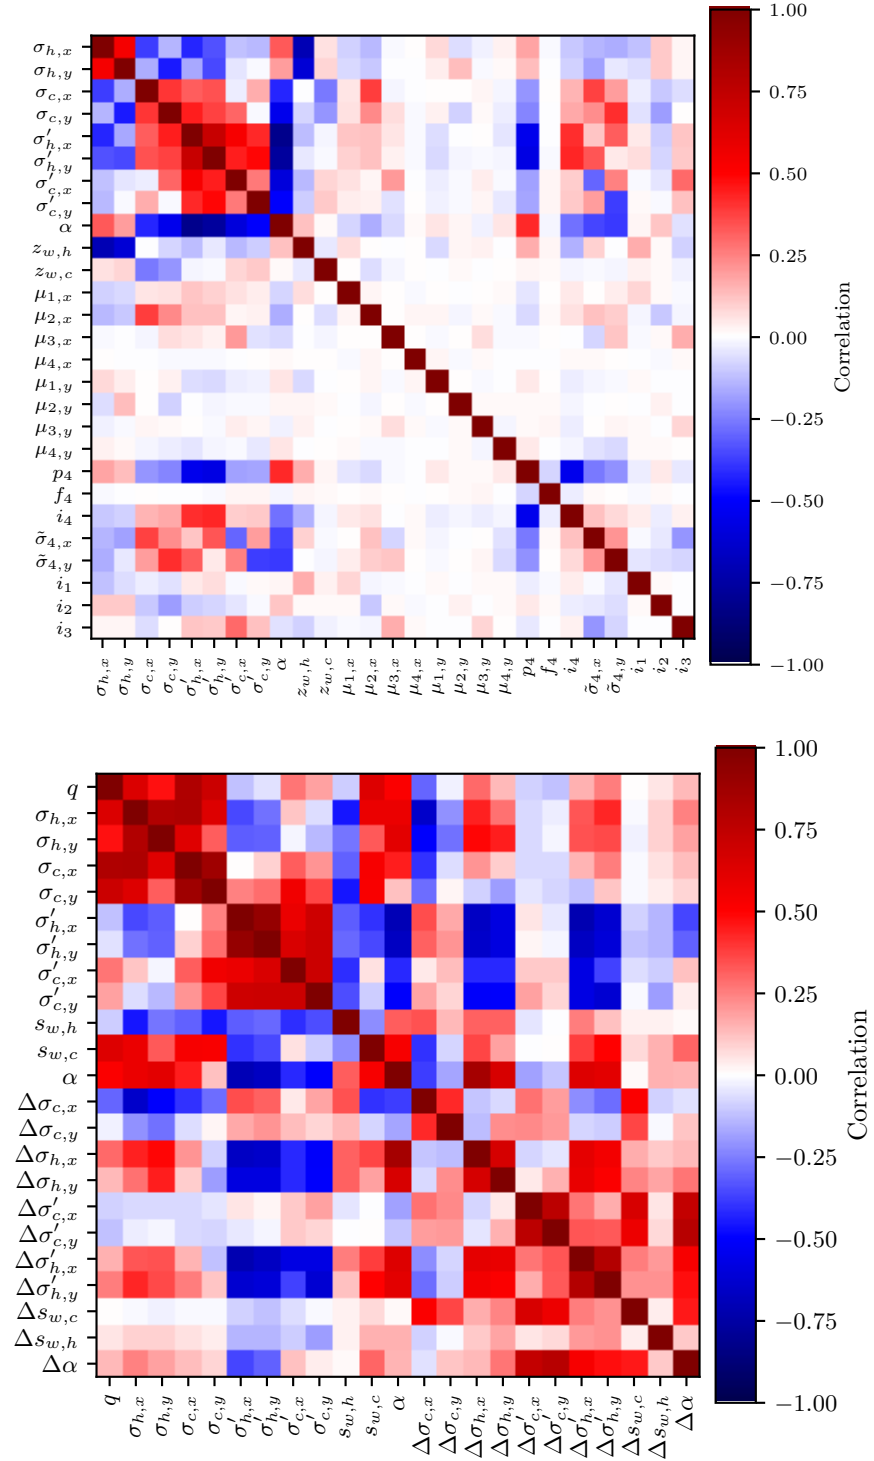 σh,x
σh,y
σc,x
σc,y
σ′h,x
σ′h,y
σ′c,x
σ′c,y
α
zw,h
zw,c
μ1,x
μ2,x
μ3,x
μ4,x
μ1,y
μ2,y
μ3,y
μ4,y
p4
f4
i4
σ̃4,x
σ̃4,y
i1
i2
i3
σh,x σh,y σc,x σc,y σ′h,x σ′h,y σ′c,x σ′c,y α zw,h zw,c μ1,x μ2,x μ3,x μ4,x μ1,y μ2,y μ3,y μ4,y p4 f4 i4 σ̃4,x σ̃4,y i1 i2 i3
1.00
0.75
0.50
0.25
0.00
−0.25
−0.50
−0.75
−1.00
Correlation
q
σh,x
σh,y
σc,x
σc,y
σ′h,x
σ′h,y
σ′c,x
σ′c,y
sw,h
sw,c
α
Δσc,x
Δσc,y
Δσh,x
Δσh,y
Δσ′c,x
Δσ′c,y
Δσ′h,x
Δσ′h,y
Δsw,c
Δsw,h
Δα
q σh,x σh,y σc,x σc,y σ′h,x σ′h,y σ′c,x σ′c,y sw,h sw,c α Δσc,x Δσc,y Δσh,x Δσh,y Δσ′c,x Δσ′c,y Δσ′h,x Δσ′h,y Δsw,c Δsw,h Δα
1.00
0.75
0.50
0.25
0.00
−0.25
−0.50
−0.75
−1.00
Correlation